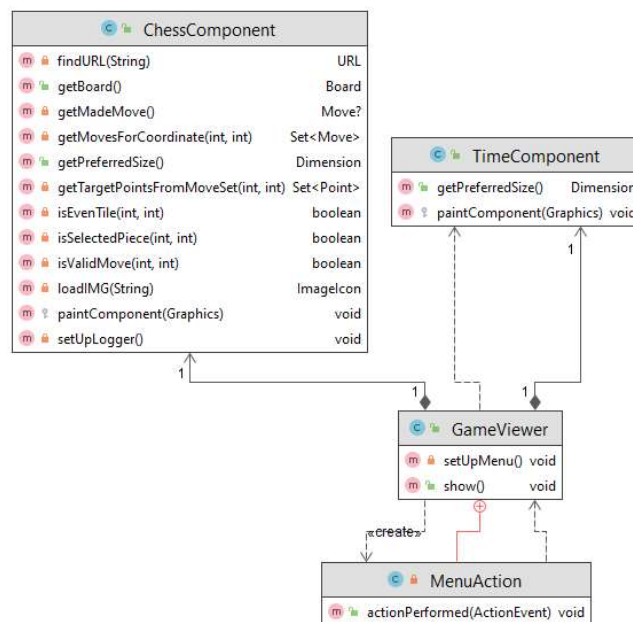 ChessComponent
findURL(String) URL
getBoard() Board
getMadeMove() Move?
getMovesForCoordinate(int, int) Set<Move>
getPreferredSize() Dimension
getTargetPointsFromMoveSet(int, int) Set<Point>
isEvenTile(int, int) boolean
isSelectedPiece(int, int) boolean
isValidMove(int, int) boolean
loadIMG(String) ImageIcon
paintComponent(Graphics) void
setUpLogger() void
TimeComponent
getPreferredSize() Dimension
paintComponent(Graphics) void
1
1
1
1
GameViewer
setUpMenu() void
show() void
«create»
MenuAction
actionPerformed(ActionEvent) void